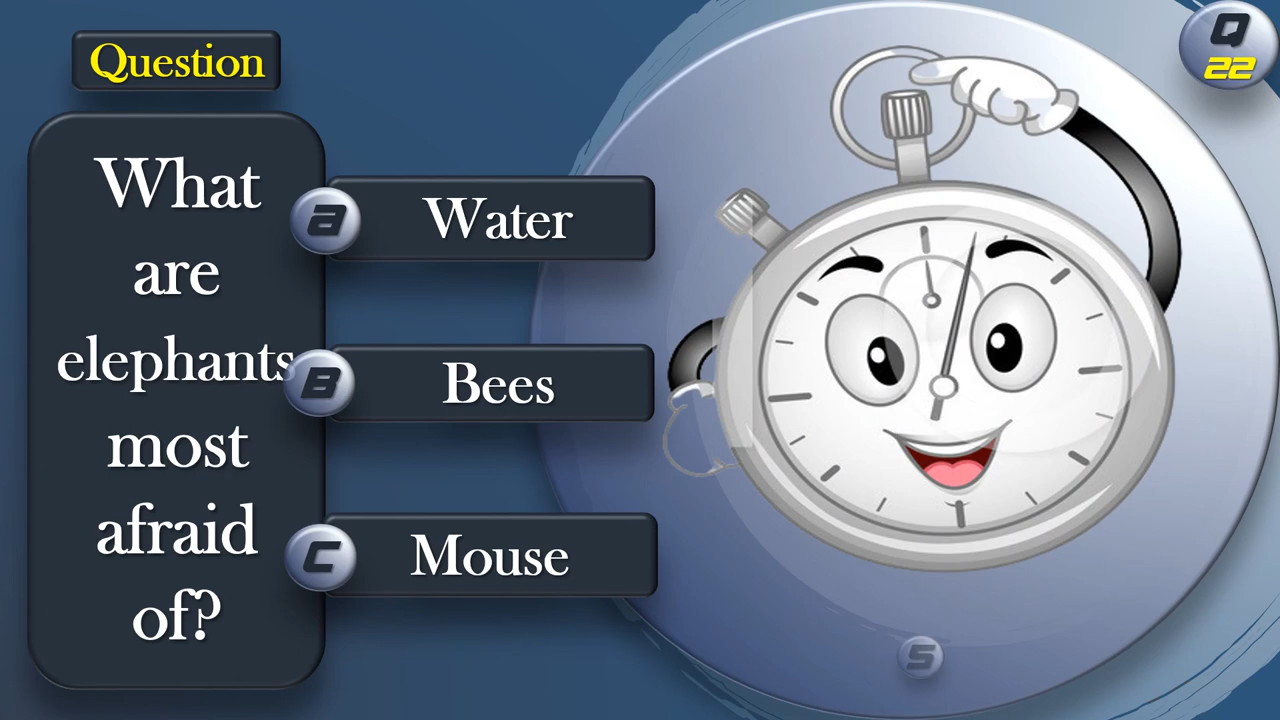 Question
Q
22
What
are
elephants
most
afraid
of?
a Water
B Bees
C Mouse
5